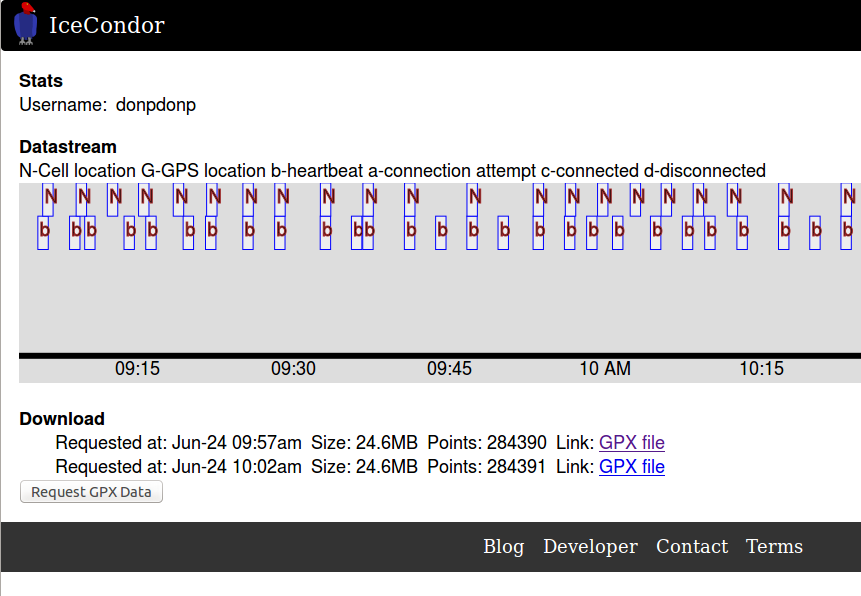 IceCondor
Stats
Username: donpdonp
Datastream
N-Cell location G-GPS location b-heartbeat a-connection attempt c-connected d-disconnected
N N N N N N N N N N N N N N N N N N N N N
b b b b b b b b b b b b b b b b b b b b b b b b b b
09:15 09:30 09:45 10 AM 10:15
Download
Requested at: Jun-24 09:57am Size: 24.6MB Points: 284390 Link: GPX file
Requested at: Jun-24 10:02am Size: 24.6MB Points: 284391 Link: GPX file
Request GPX Data
Blog Developer Contact Terms